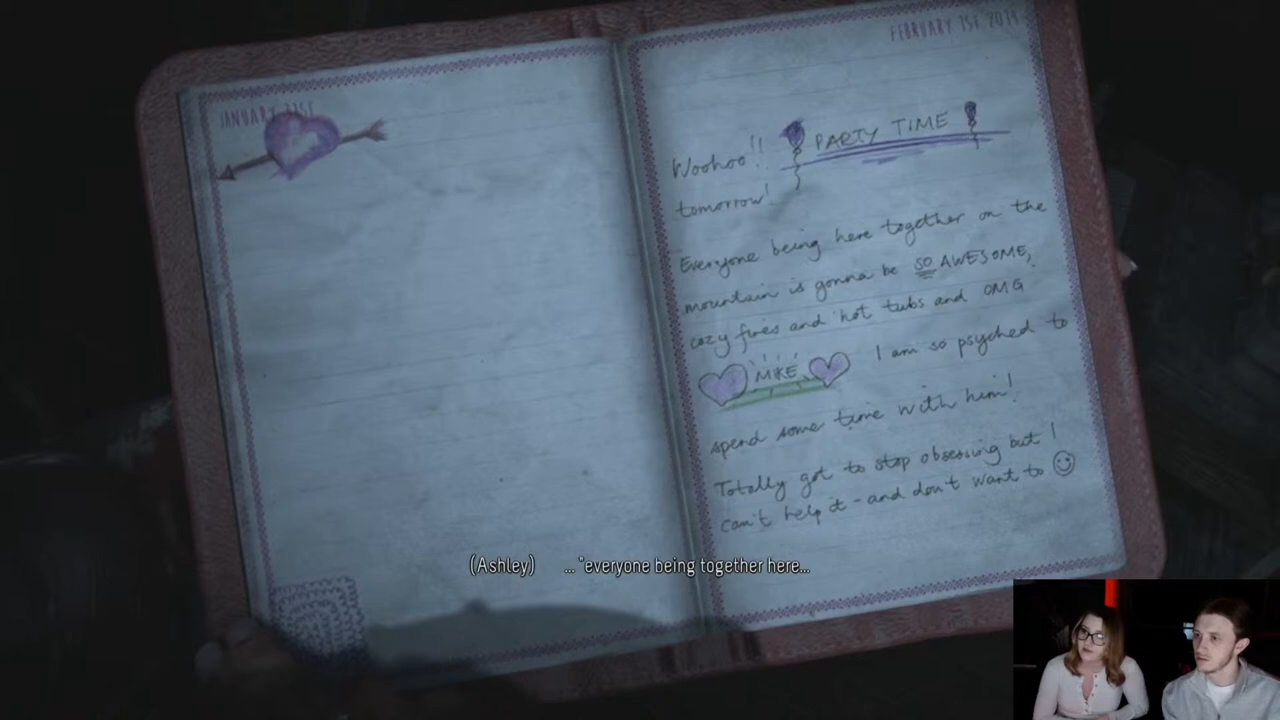 JANUARY 31ST
FEBRUARY 1ST 2014
Woohoo!! PARTY TIME
tomorrow!
Everyone being here together on the
mountain is gonna be SO AWESOME,
cozy fires and hot tubs and OMG
MIKE I am so psyched to
spend some time with him!
Totally got to stop obsessing but I
can't help it - and don't want to
(Ashley) ... "everyone being together here...